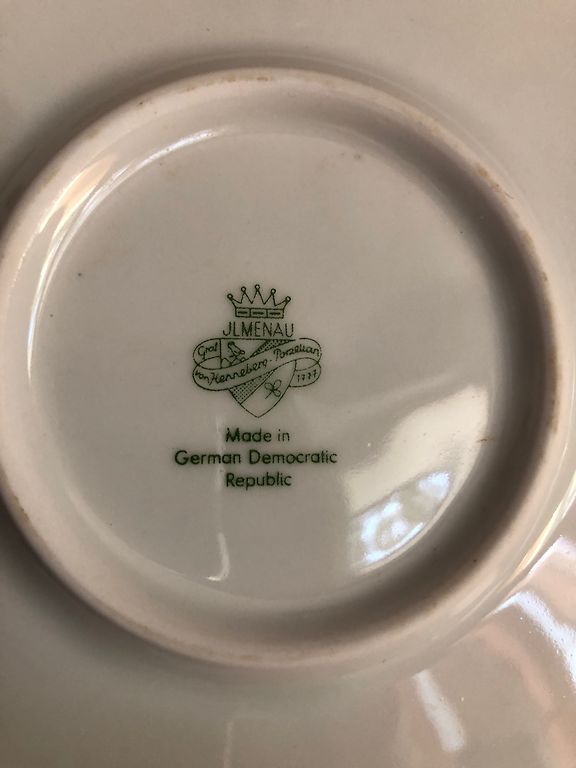 JLMENAU
Graf
von Henneberg Porzellan
1777
Made in
German Democratic
Republic